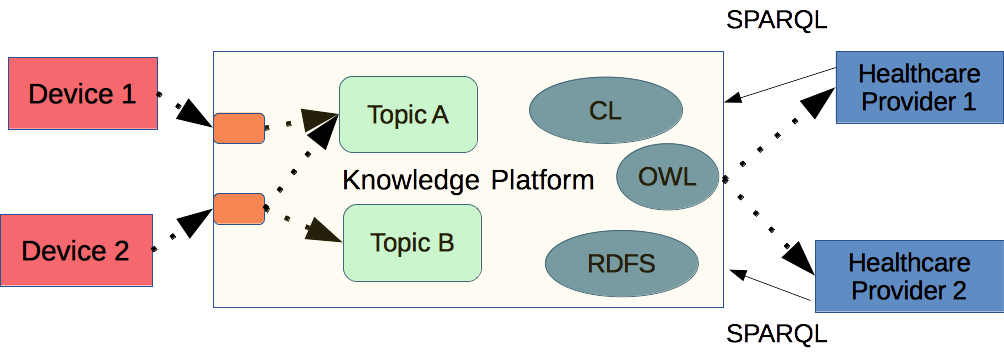 SPARQL
Device 1
Topic A
CL
Healthcare
Provider 1
Knowledge Platform
OWL
Device 2
Topic B
RDFS
Healthcare
Provider 2
SPARQL